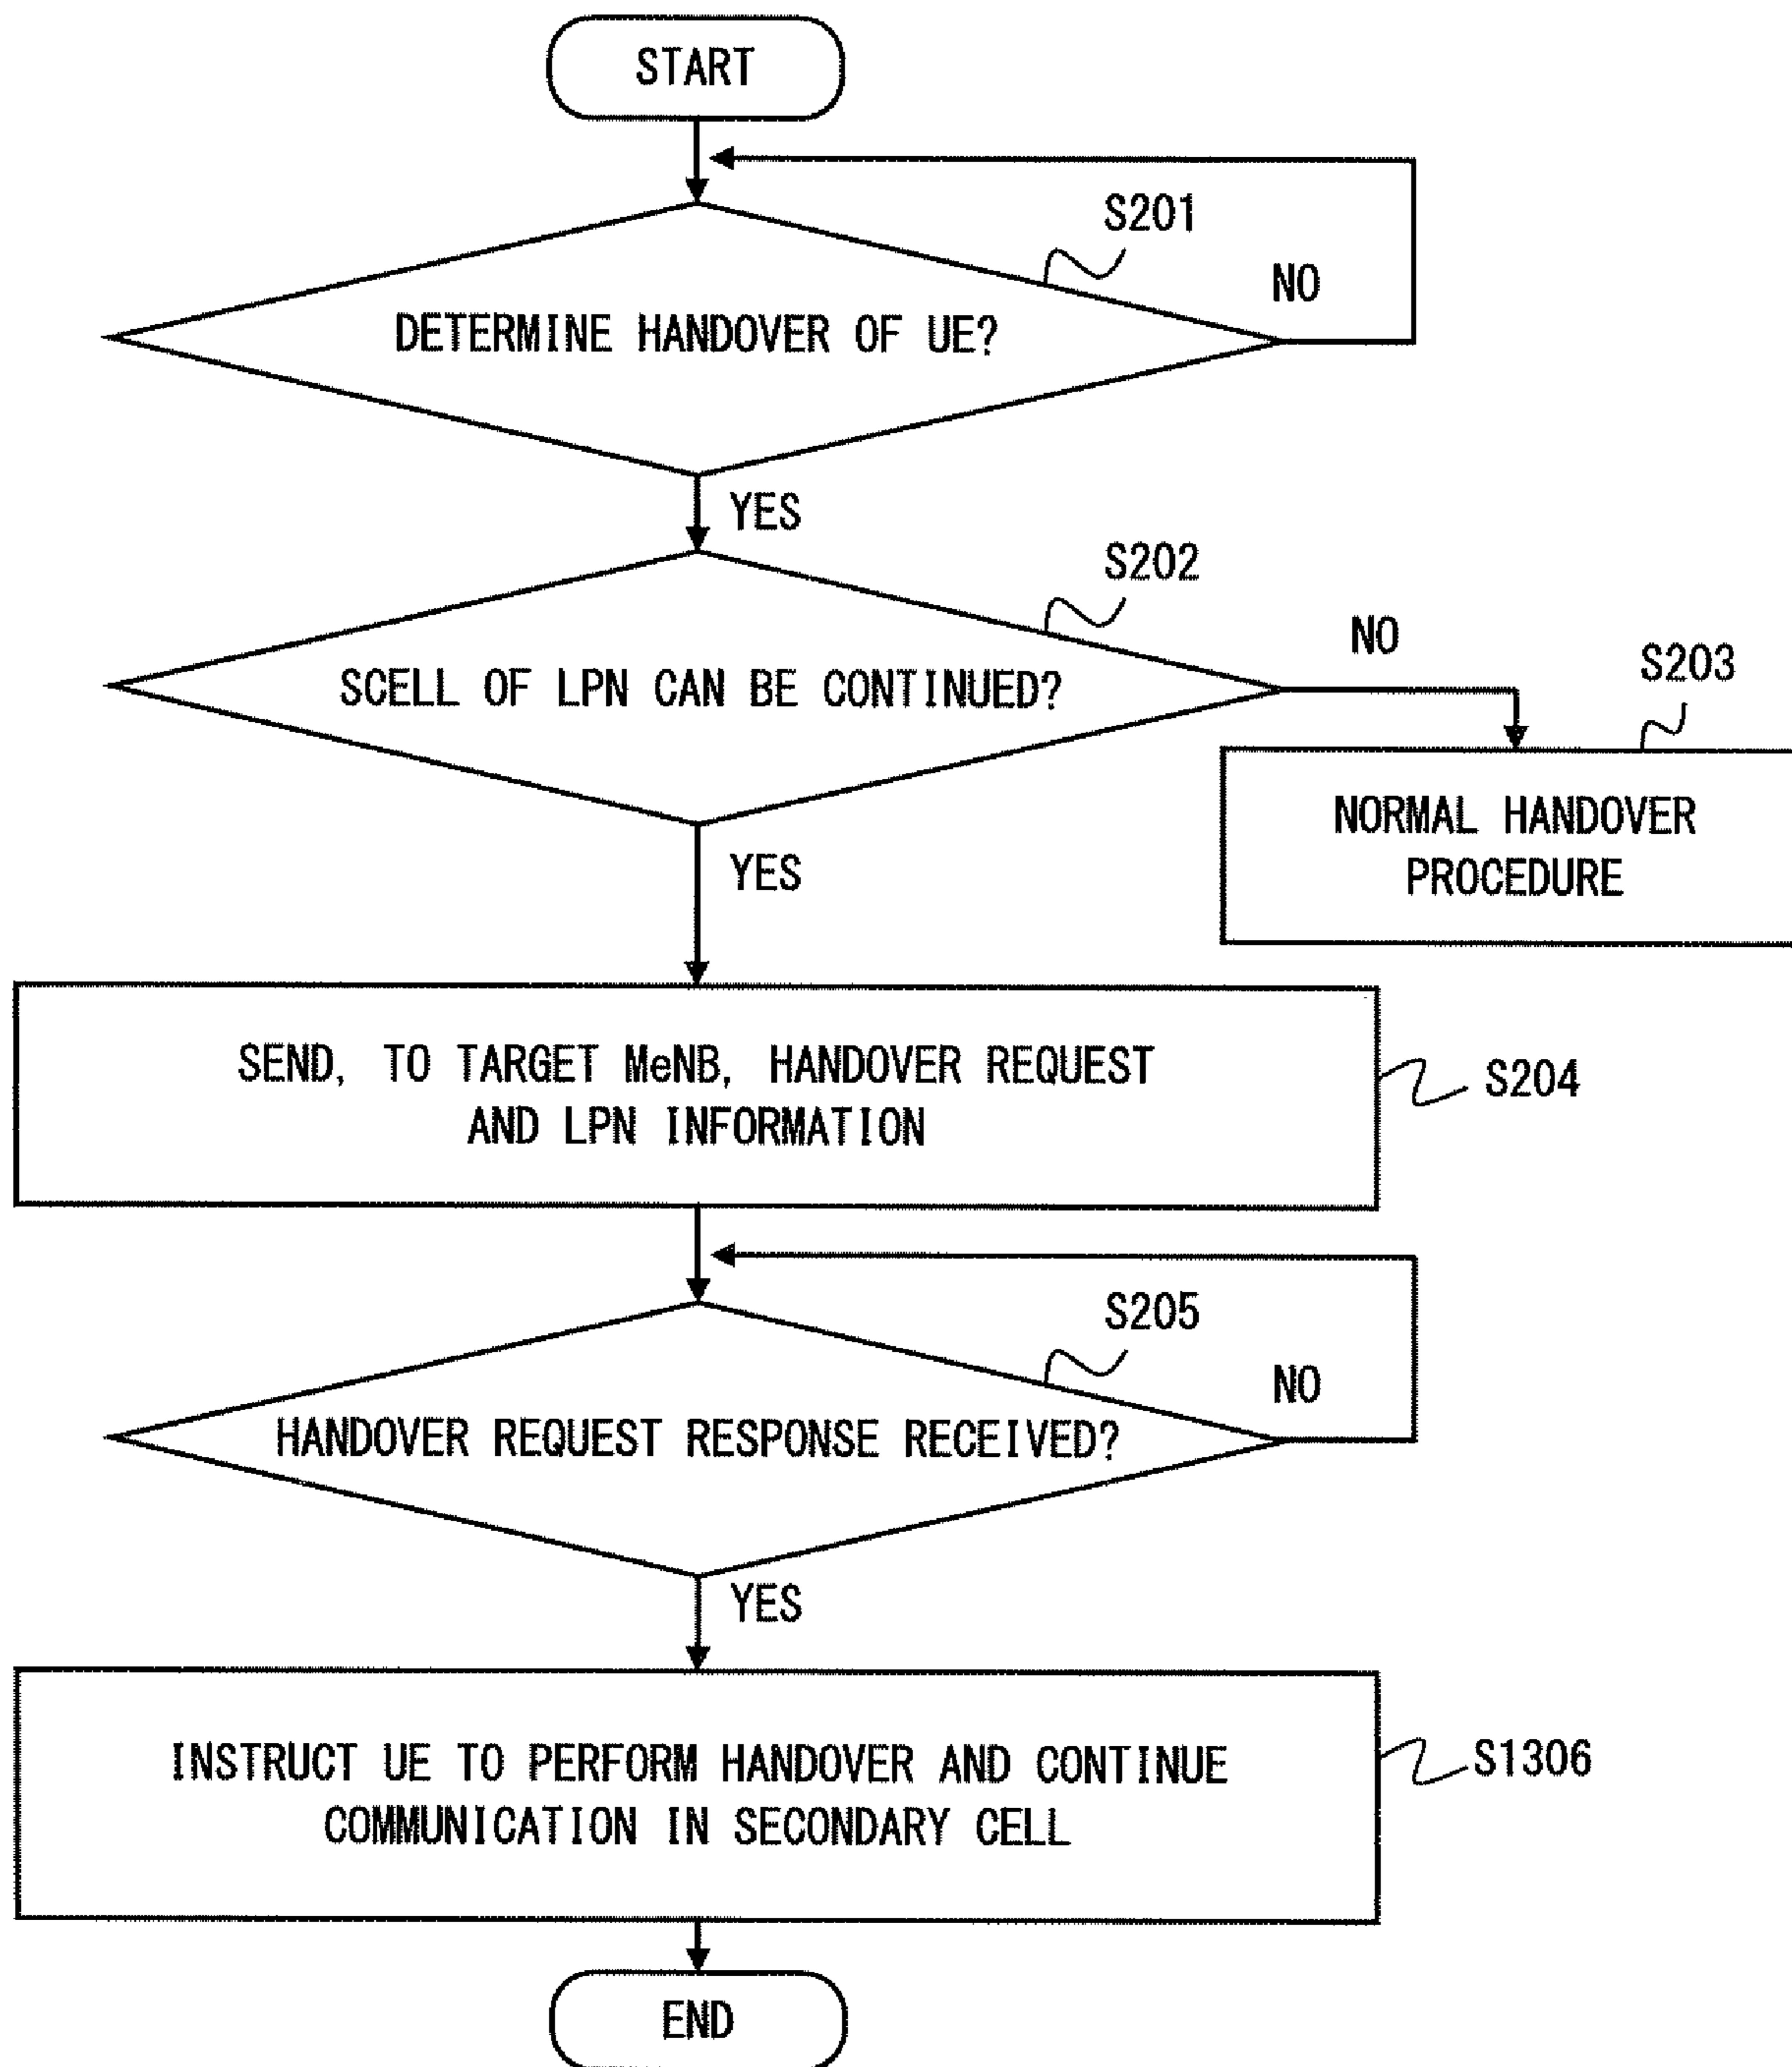 START
S201
NO
DETERMINE HANDOVER OF UE?
YES
S202
NO
S203
SCELL OF LPN CAN BE CONTINUED?
NORMAL HANDOVER
PROCEDURE
YES
SEND, TO TARGET MeNB, HANDOVER REQUEST
AND LPN INFORMATION
S204
S205
NO
HANDOVER REQUEST RESPONSE RECEIVED?
YES
INSTRUCT UE TO PERFORM HANDOVER AND CONTINUE
COMMUNICATION IN SECONDARY CELL
S1306
END